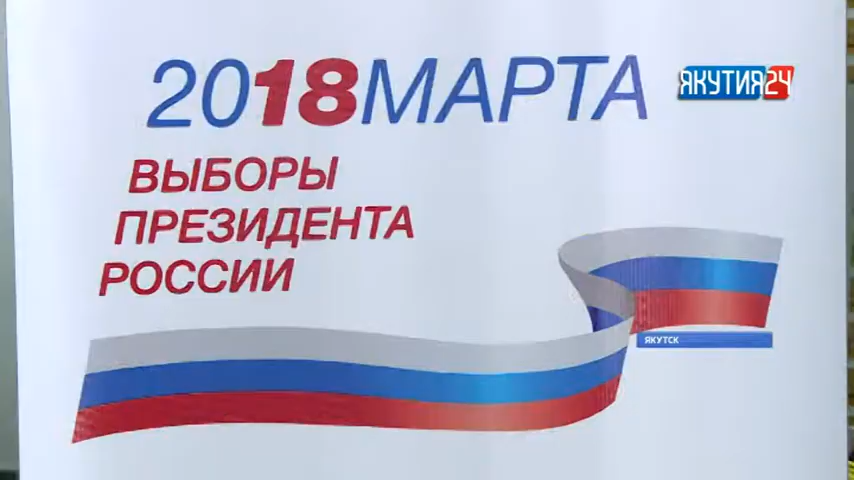 2018МАРТА
ЯКУТИЯ24
ВЫБОРЫ
ПРЕЗИДЕНТА
РОССИИ
ЯКУТСК